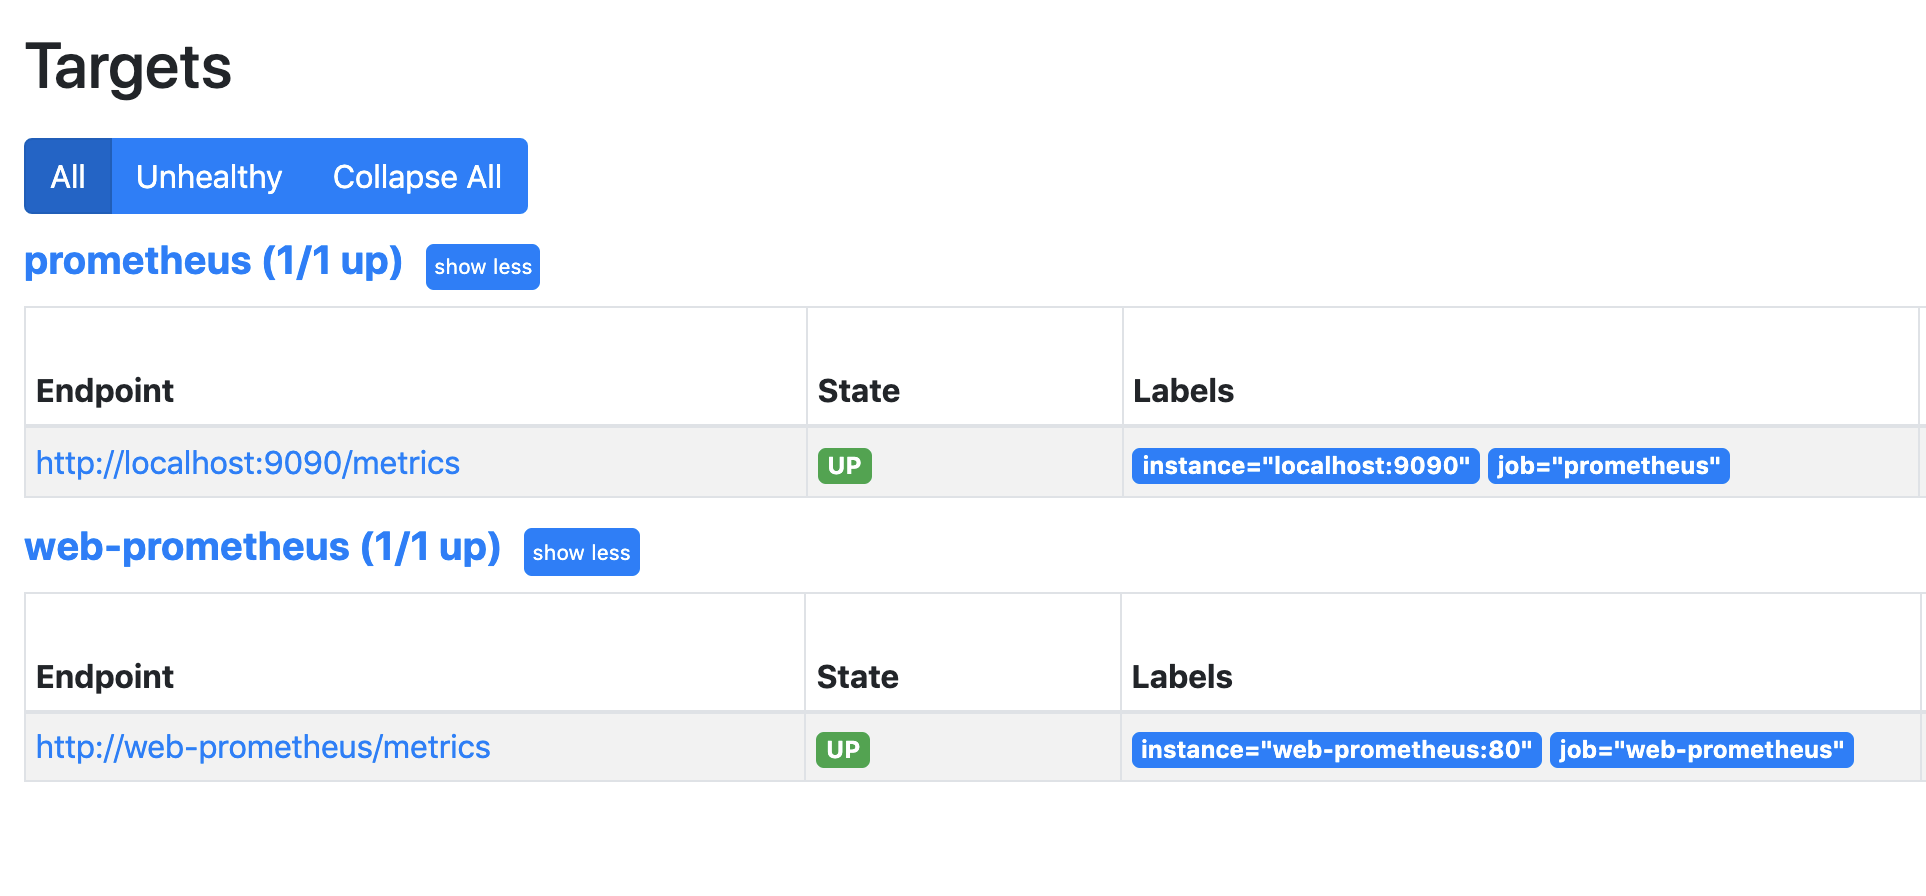 Targets
All Unhealthy Collapse All
prometheus (1/1 up) show less
Endpoint State Labels
http://localhost:9090/metrics UP instance="localhost:9090" job="prometheus"
web-prometheus (1/1 up) show less
Endpoint State Labels
http://web-prometheus/metrics UP instance="web-prometheus:80" job="web-prometheus"